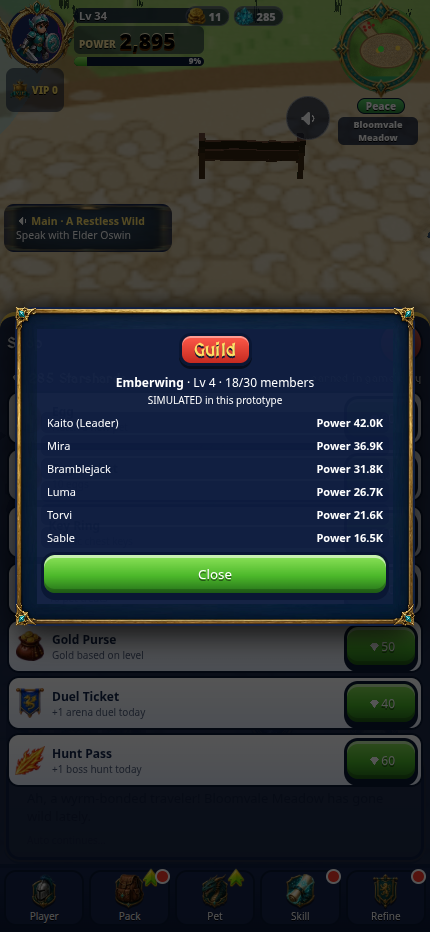 Lv 34
11
285
POWER 2,895
9%
VIP 0
Peace
Bloomvale
Meadow
Main · A Restless Wild
Speak with Elder Oswin
Guild
Emberwing · Lv 4 · 18/30 members
SIMULATED in this prototype
Kaito (Leader) Power 42.0K
Mira Power 36.9K
Bramblejack Power 31.8K
Luma Power 26.7K
Torvi Power 21.6K
Sable Power 16.5K
Close
Gold Purse
Gold based on level
50
Duel Ticket
+1 arena duel today
40
Hunt Pass
+1 boss hunt today
60
Player
Pack
Pet
Skill
Refine